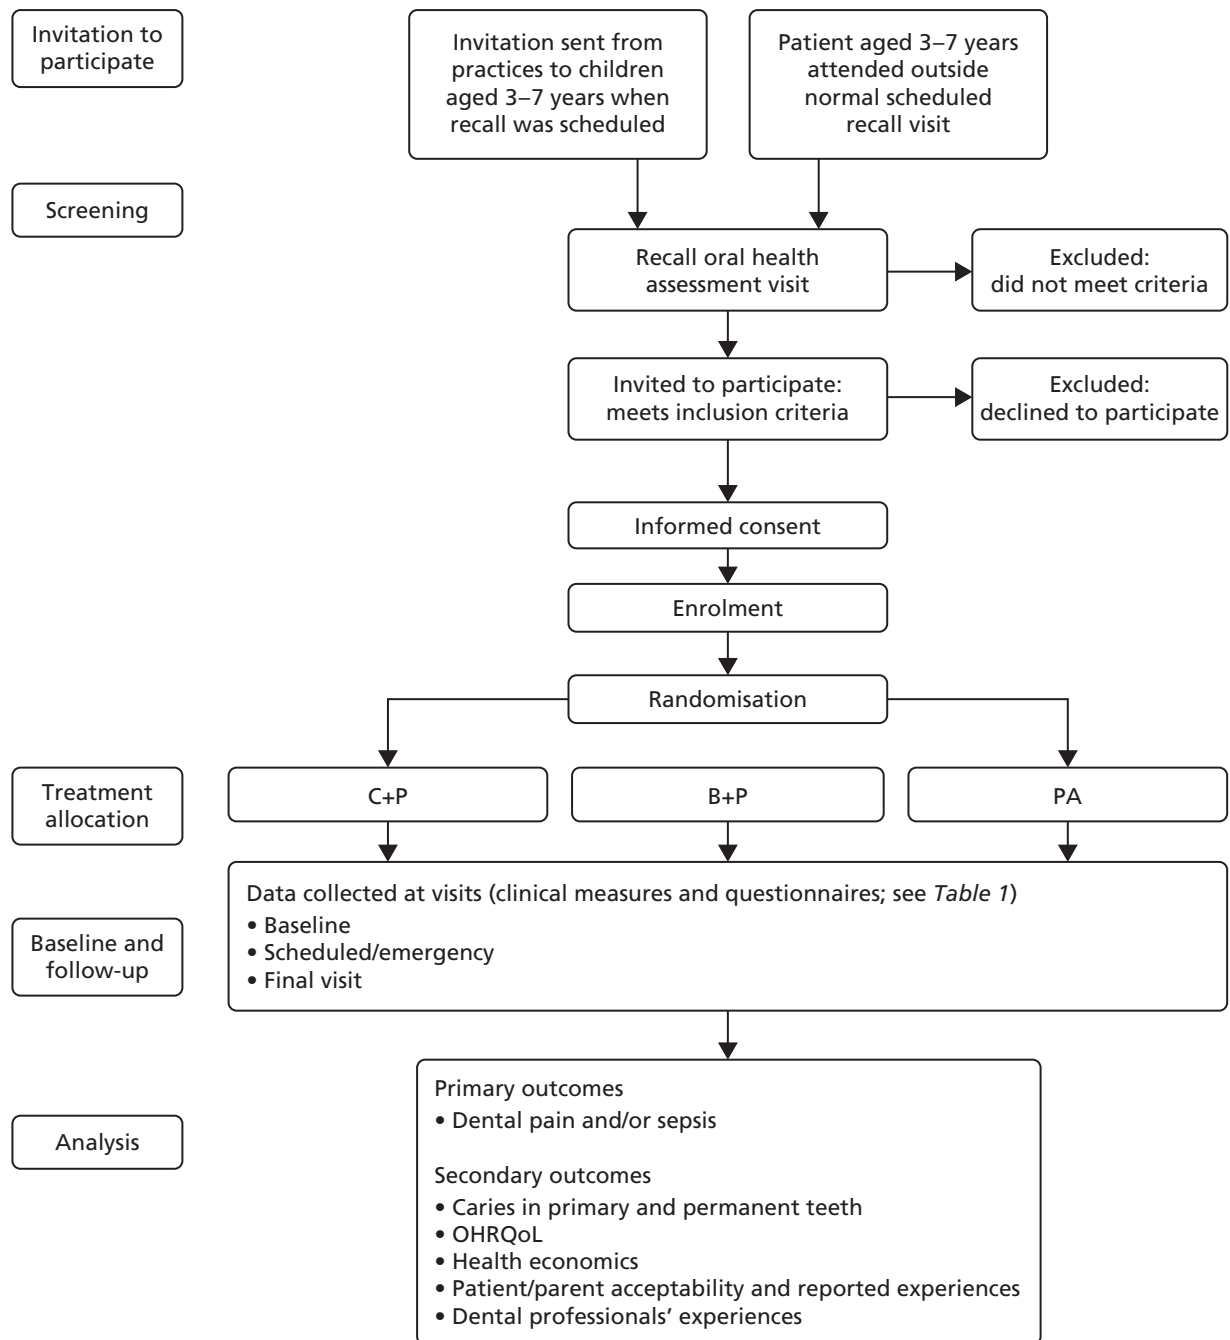 Invitation to
participate
Invitation sent from
practices to children
aged 3–7 years when
recall was scheduled
Patient aged 3–7 years
attended outside
normal scheduled
recall visit
Screening
Recall oral health
assessment visit
Excluded:
did not meet criteria
Invited to participate:
meets inclusion criteria
Excluded:
declined to participate
Informed consent
Enrolment
Randomisation
Treatment
allocation
C+P
B+P
PA
Baseline and
follow-up
Data collected at visits (clinical measures and questionnaires; see Table 1)
• Baseline
• Scheduled/emergency
• Final visit
Analysis
Primary outcomes
• Dental pain and/or sepsis
Secondary outcomes
• Caries in primary and permanent teeth
• OHRQoL
• Health economics
• Patient/parent acceptability and reported experiences
• Dental professionals’ experiences